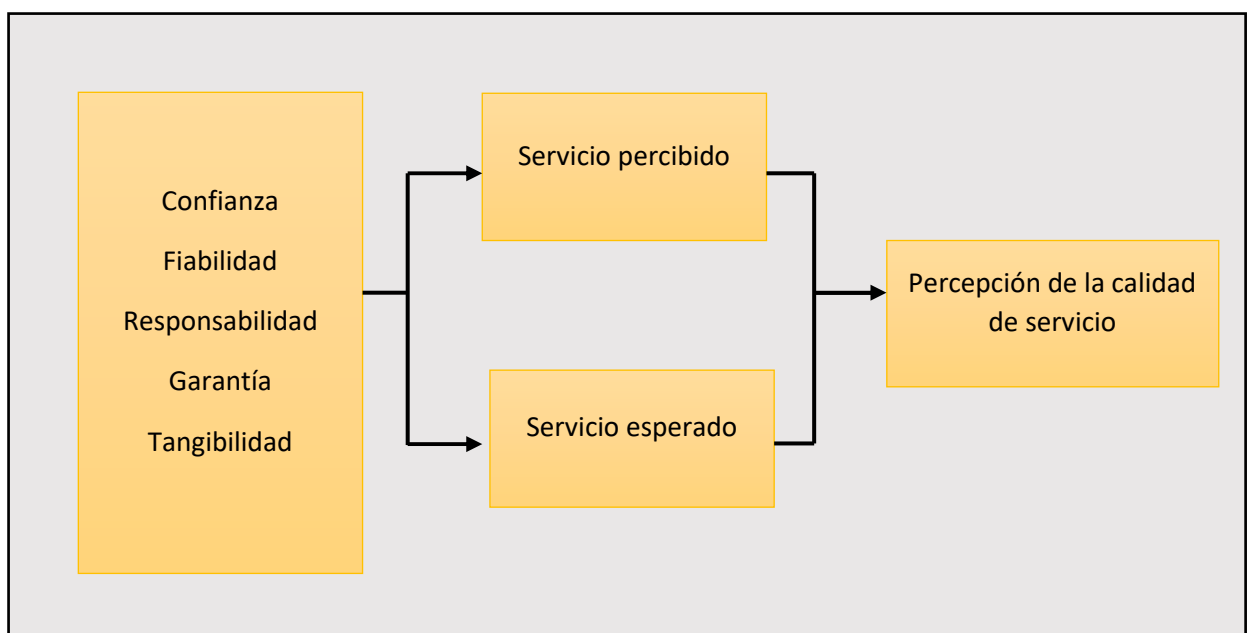 Confianza
Fiabilidad
Responsabilidad
Garantía
Tangibilidad
Servicio percibido
Servicio esperado
Percepción de la calidad
de servicio